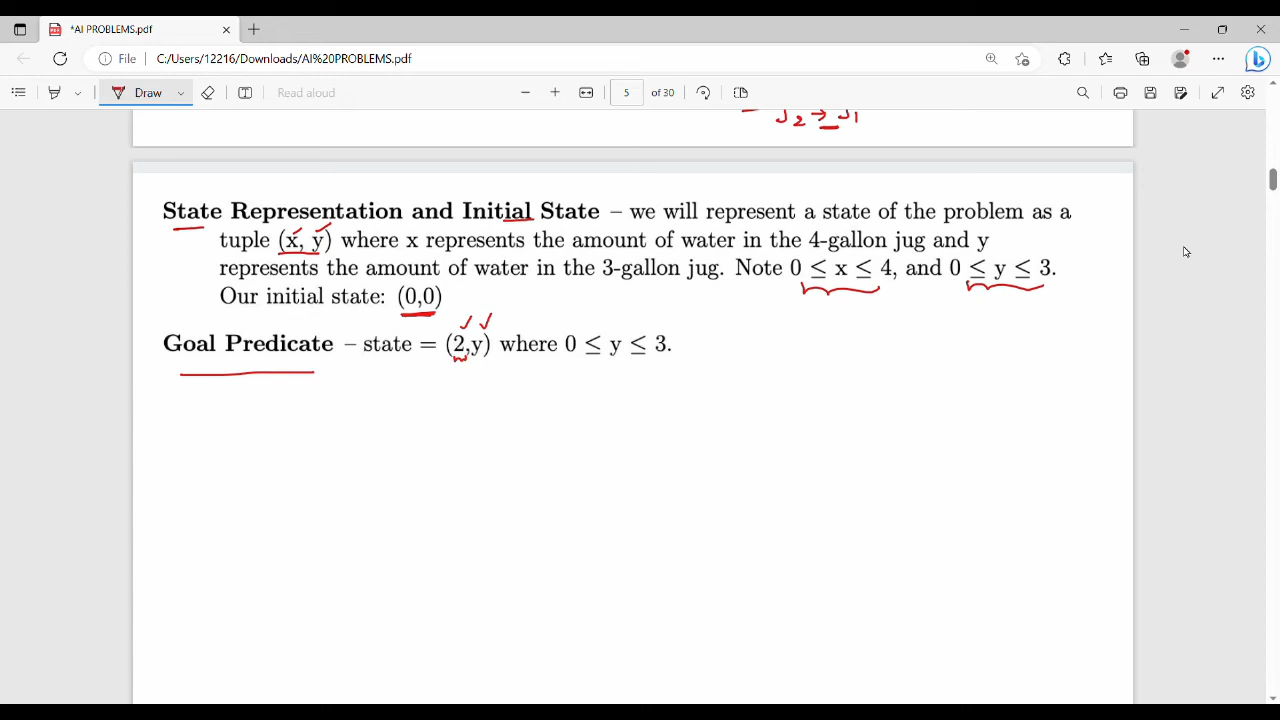 *AI PROBLEMS.pdf
File C:/Users/12216/Downloads/AI%20PROBLEMS.pdf
Draw Read aloud 5 of 30
J2 → J1
State Representation and Initial State – we will represent a state of the problem as a
tuple (x, y) where x represents the amount of water in the 4-gallon jug and y
represents the amount of water in the 3-gallon jug. Note 0 ≤ x ≤ 4, and 0 ≤ y ≤ 3.
Our initial state: (0,0)
Goal Predicate – state = (2,y) where 0 ≤ y ≤ 3.